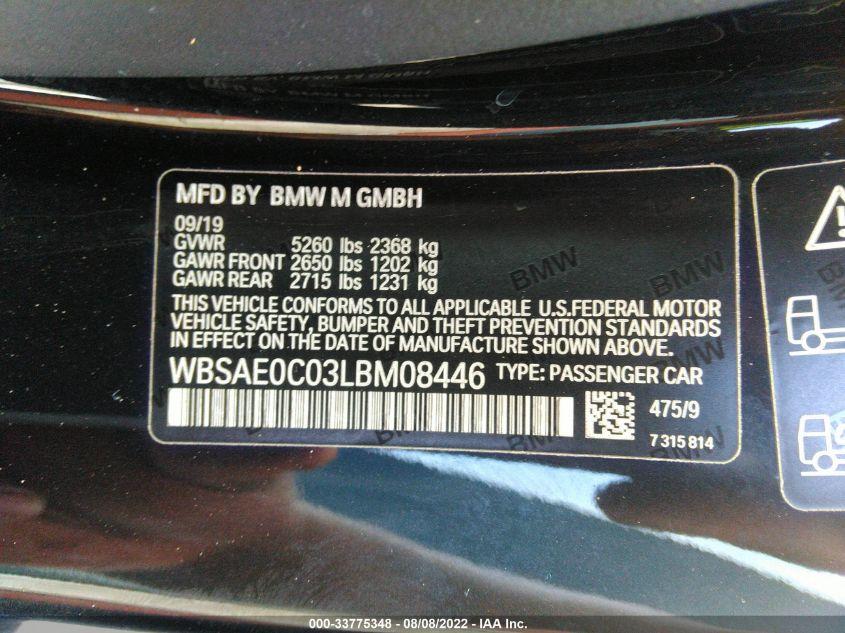 MFD BY BMW M GMBH
09/19
GVWR 5260 lbs 2368 kg
GAWR FRONT 2650 lbs 1202 kg
GAWR REAR 2715 lbs 1231 kg
THIS VEHICLE CONFORMS TO ALL APPLICABLE U.S.FEDERAL MOTOR
VEHICLE SAFETY, BUMPER AND THEFT PREVENTION STANDARDS
IN EFFECT ON THE DATE OF MANUFACTURE SHOWN ABOVE.
WBSAE0C03LBM08446 TYPE: PASSENGER CAR
475/9
7315814
BMW
BMW
000-33775348 - 08/08/2022 - IAA Inc.